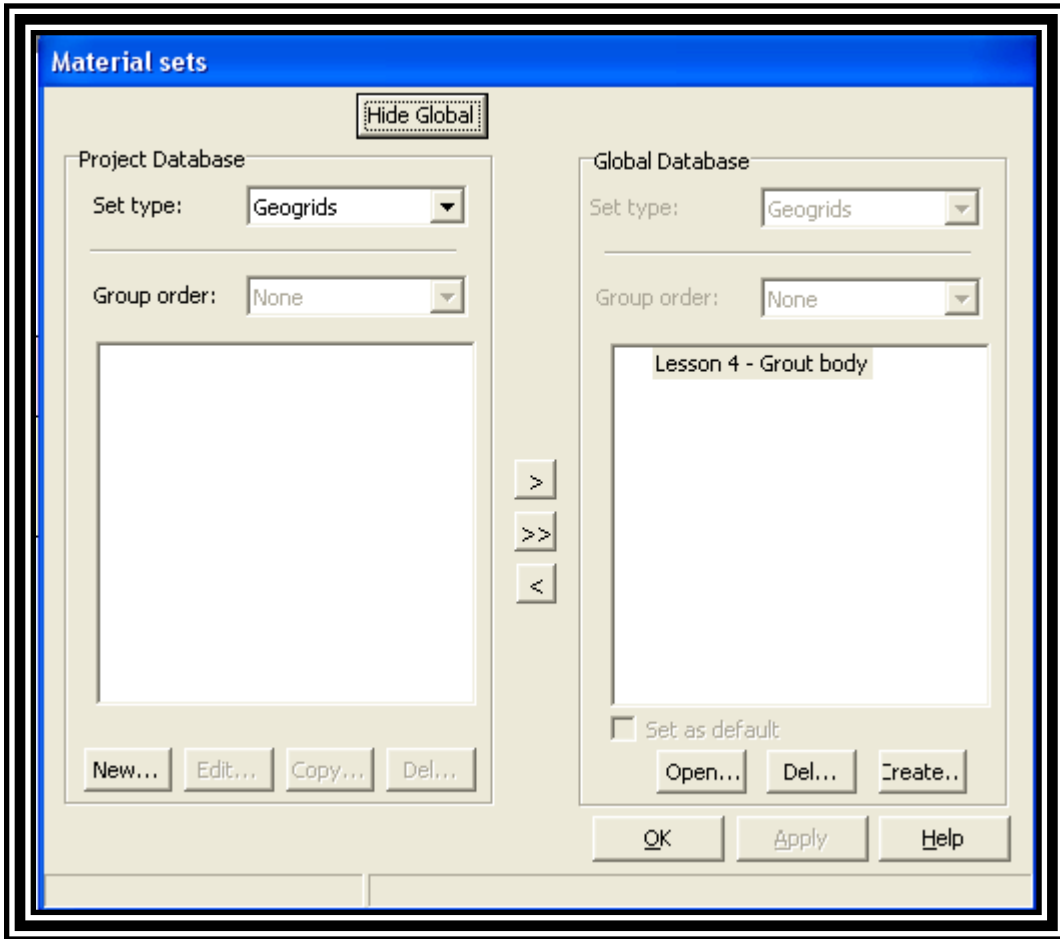 Material sets
Hide Global
Project Database
Set type: Geogrids
Group order: None
New... Edit... Copy... Del...
>
>>
<
Global Database
Set type: Geogrids
Group order: None
Lesson 4 - Grout body
Set as default
Open... Del... Create..
OK Apply Help